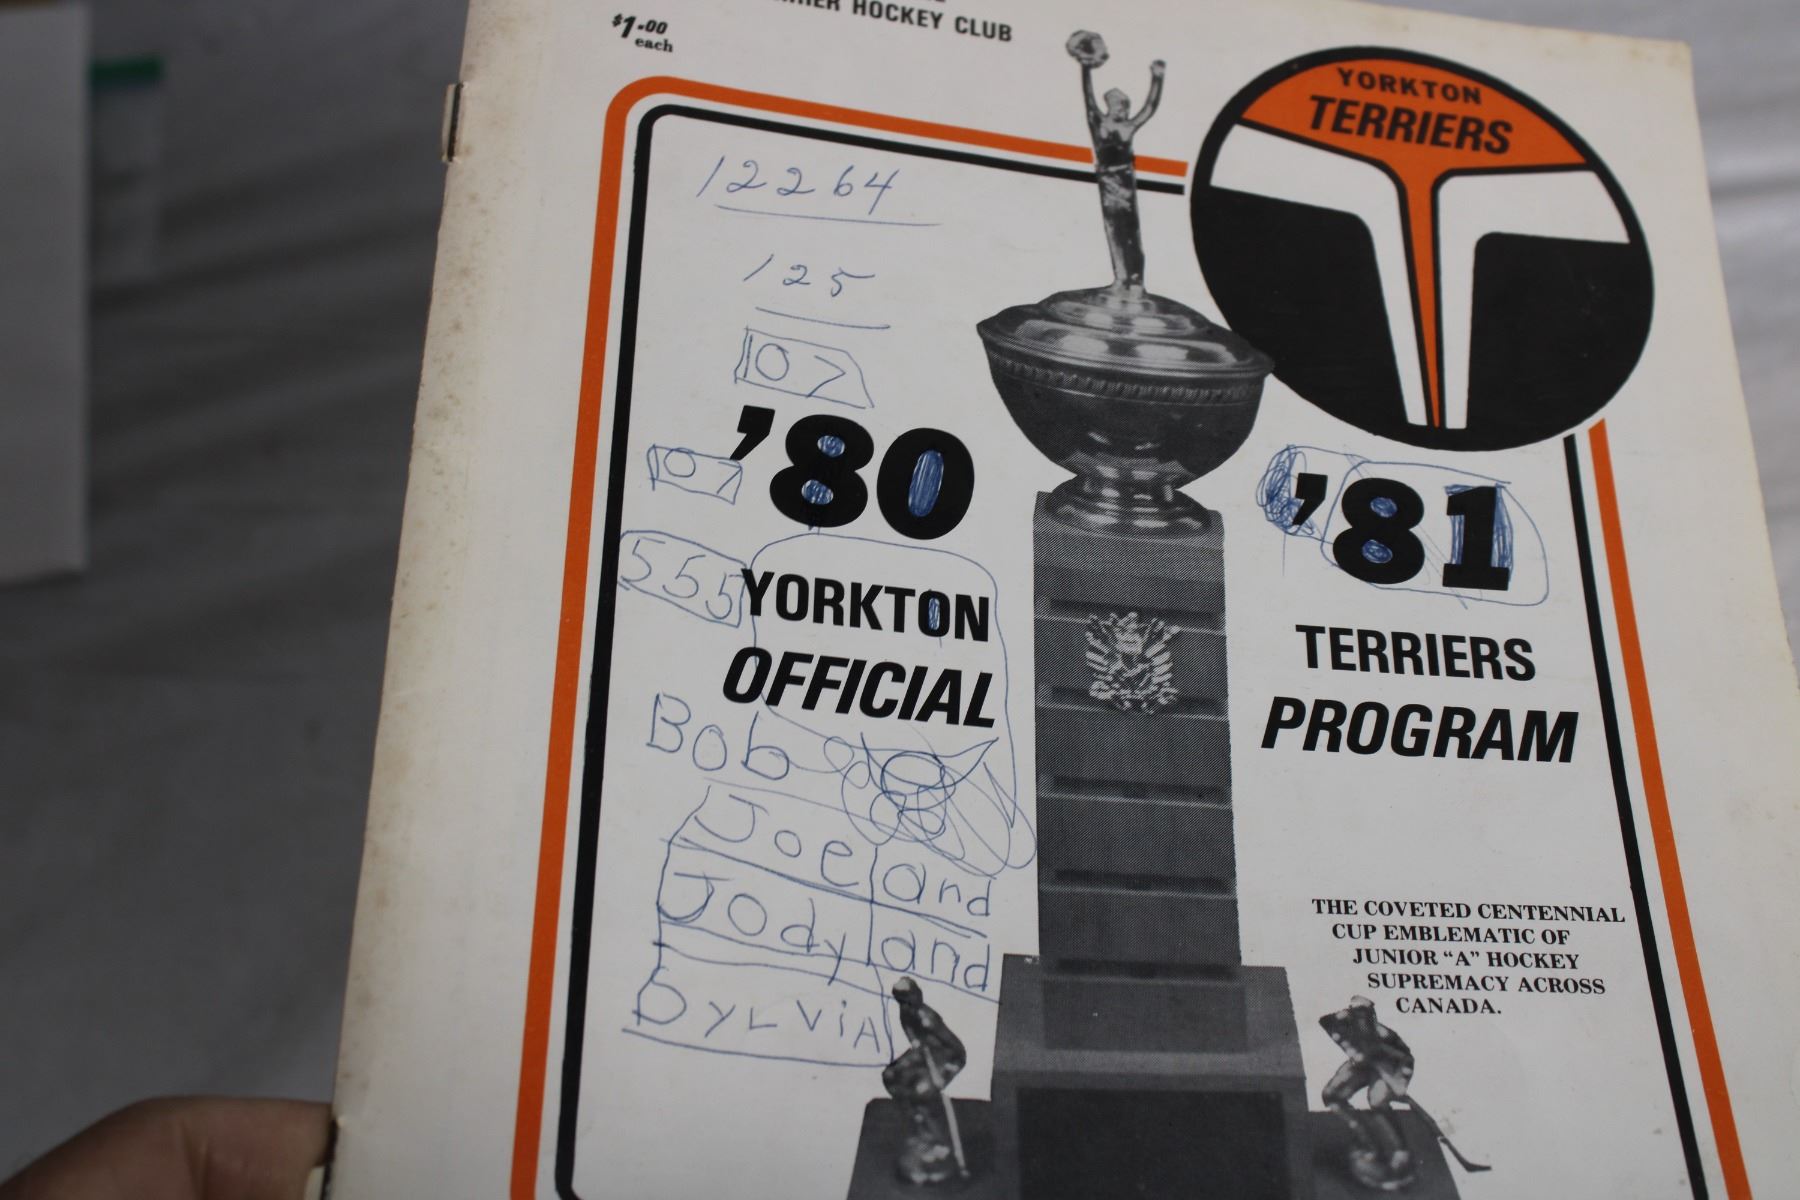 HOCKEY CLUB
$1.00
each
YORKTON
TERRIERS
12264
125
107
'80
'81
107
555
YORKTON
OFFICIAL
TERRIERS
PROGRAM
Bob
Joe and
Jody and
SYLViA
THE COVETED CENTENNIAL
CUP EMBLEMATIC OF
JUNIOR “A” HOCKEY
SUPREMACY ACROSS
CANADA.